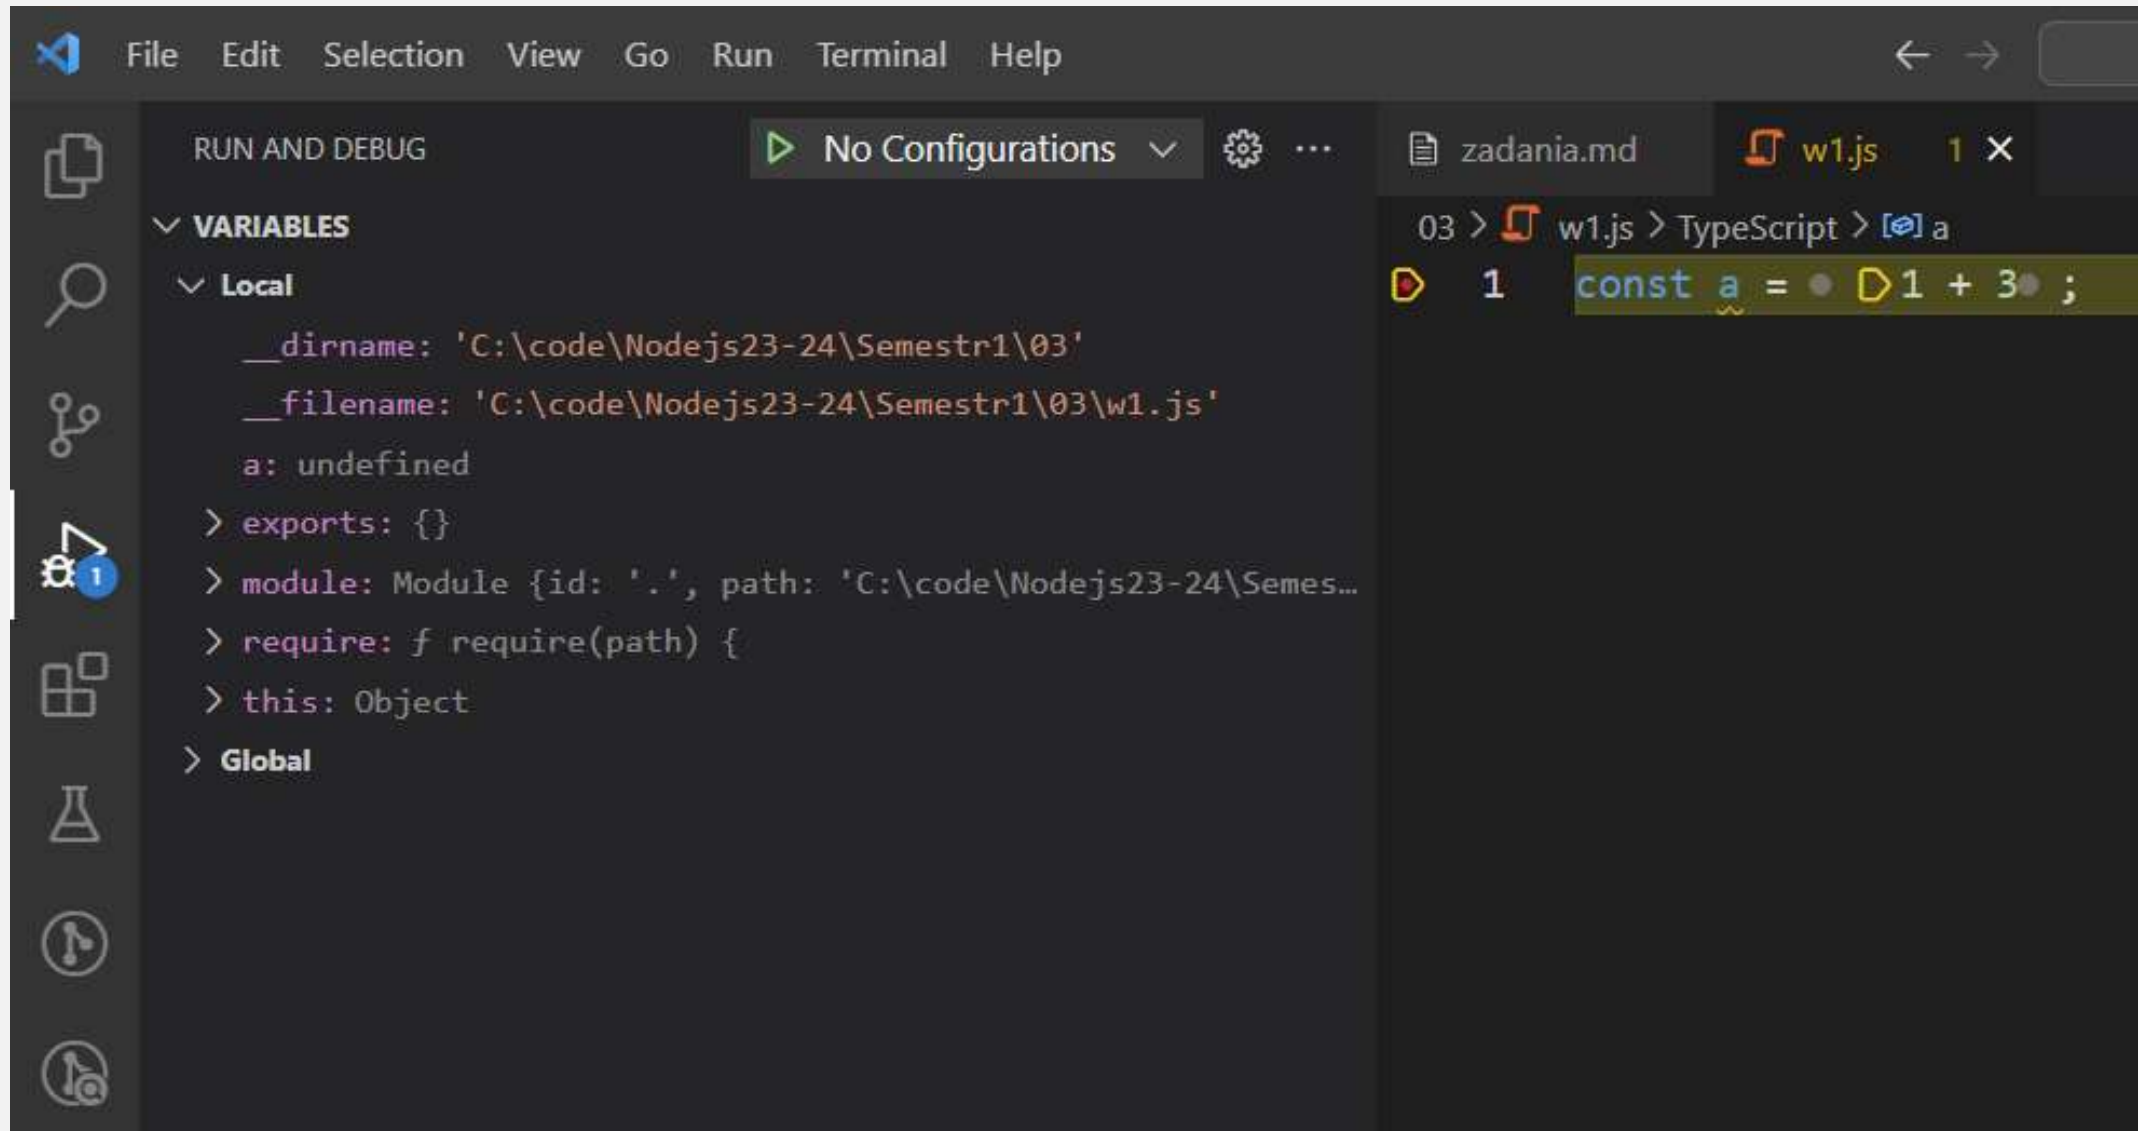 File Edit Selection View Go Run Terminal Help
RUN AND DEBUG No Configurations
VARIABLES
Local
__dirname: 'C:\code\Nodejs23-24\Semestr1\03'
__filename: 'C:\code\Nodejs23-24\Semestr1\03\w1.js'
a: undefined
exports: {}
module: Module {id: '.', path: 'C:\code\Nodejs23-24\Semes…
require: ƒ require(path) {
this: Object
Global
1
zadania.md w1.js 1
03 > w1.js > TypeScript > a
1 const a = 1 + 3 ;